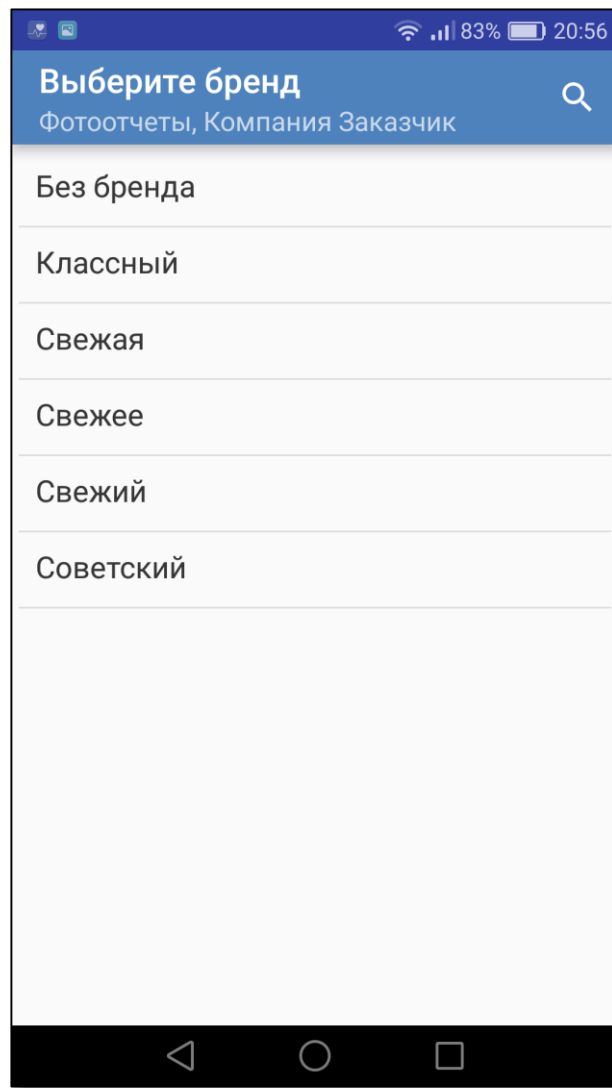 83% 20:56
Выберите бренд
Фотоотчеты, Компания Заказчик
Без бренда
Классный
Свежая
Свежее
Свежий
Советский